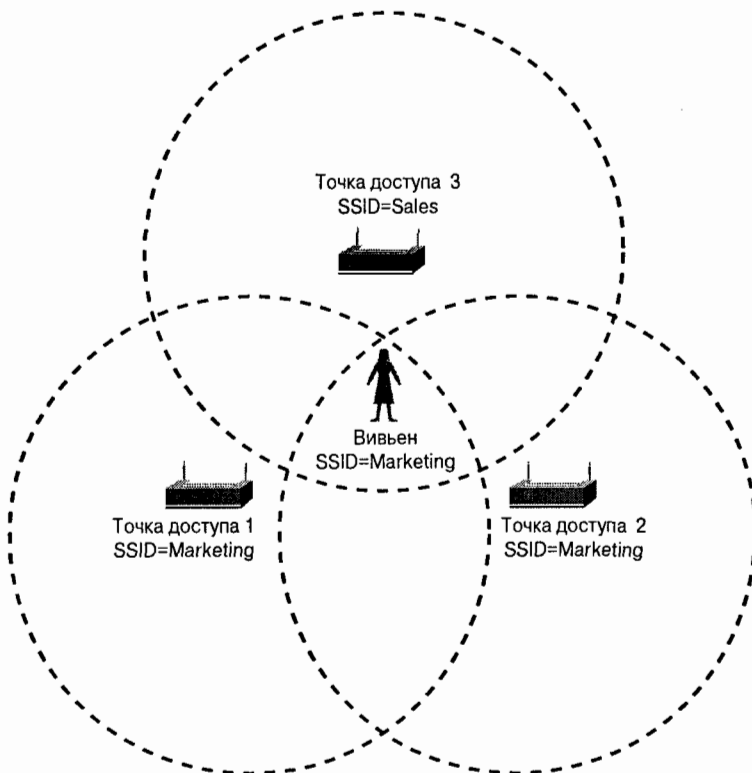 Точка доступа 3
SSID=Sales
Вивьен
SSID=Marketing
Точка доступа 1
SSID=Marketing
Точка доступа 2
SSID=Marketing